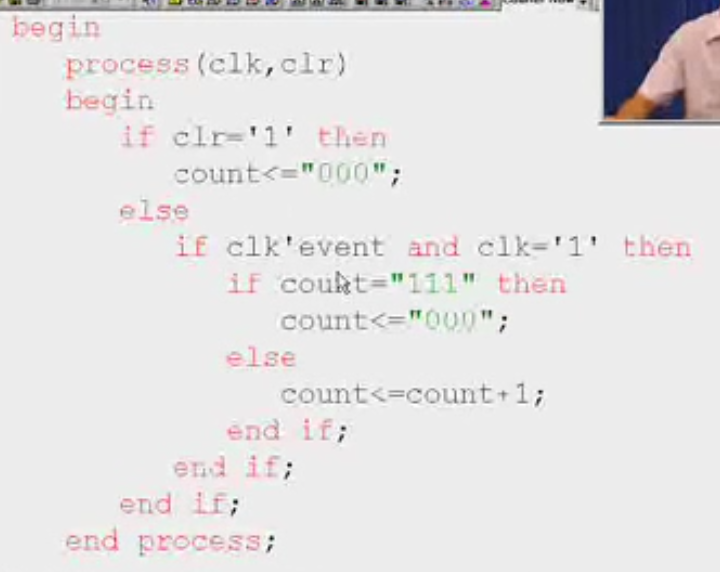 begin
process(clk,clr)
begin
if clr='1' then
count<="000";
else
if clk'event and clk='1' then
if count="111" then
count<="000";
else
count<=count+1;
end if;
end if;
end if;
end process;